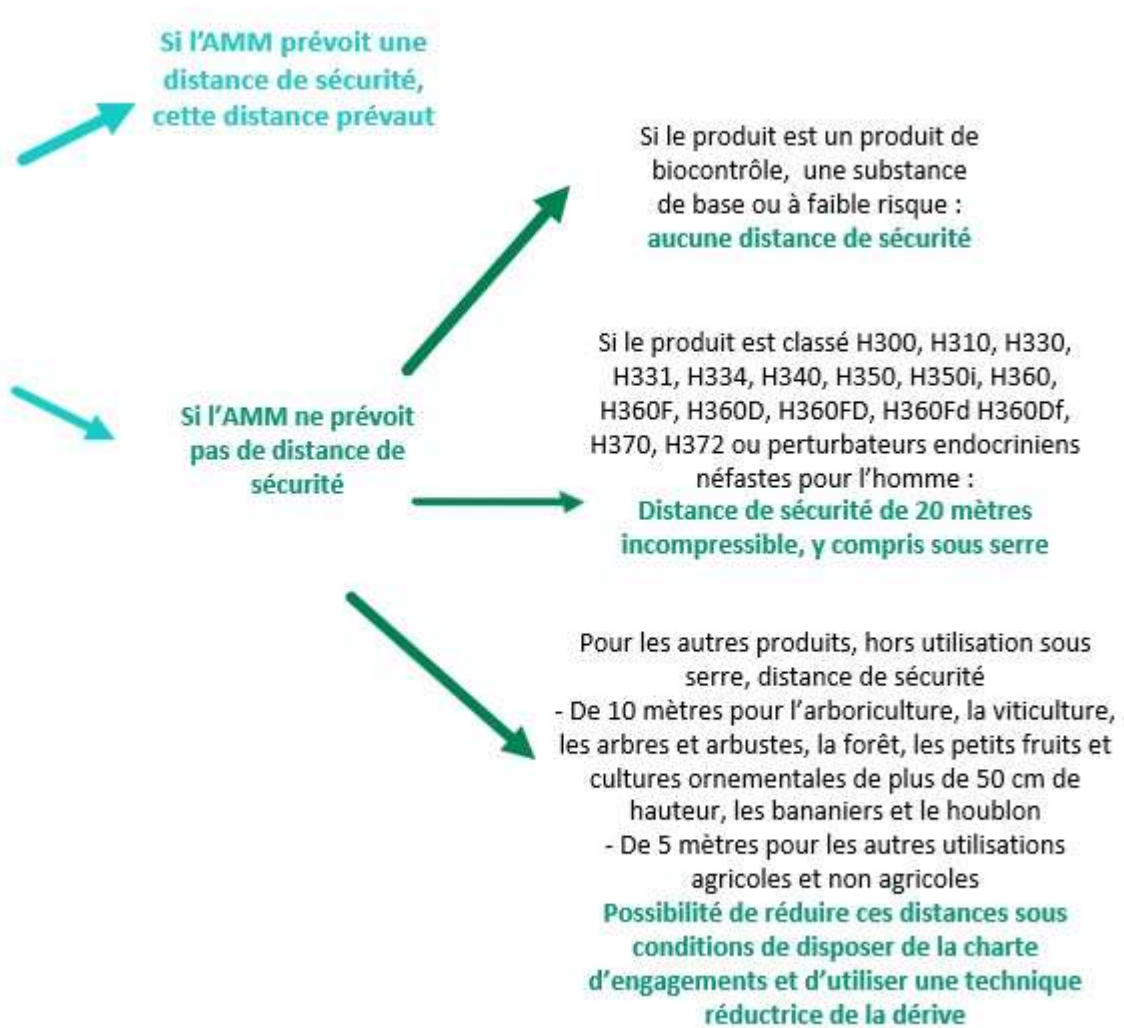 Si l'AMM prévoit une
distance de sécurité,
cette distance prévaut
Si le produit est un produit de
biocontrôle, une substance
de base ou à faible risque :
aucune distance de sécurité
Si l'AMM ne prévoit
pas de distance de
sécurité
Si le produit est classé H300, H310, H330,
H331, H334, H340, H350, H350i, H360,
H360F, H360D, H360FD, H360Fd H360Df,
H370, H372 ou perturbateurs endocriniens
néfastes pour l'homme :
Distance de sécurité de 20 mètres
incompressible, y compris sous serre
Pour les autres produits, hors utilisation sous
serre, distance de sécurité
- De 10 mètres pour l'arboriculture, la viticulture,
les arbres et arbustes, la forêt, les petits fruits et
cultures ornementales de plus de 50 cm de
hauteur, les bananiers et le houblon
- De 5 mètres pour les autres utilisations
agricoles et non agricoles
Possibilité de réduire ces distances sous
conditions de disposer de la charte
d'engagements et d'utiliser une technique
réductrice de la dérive